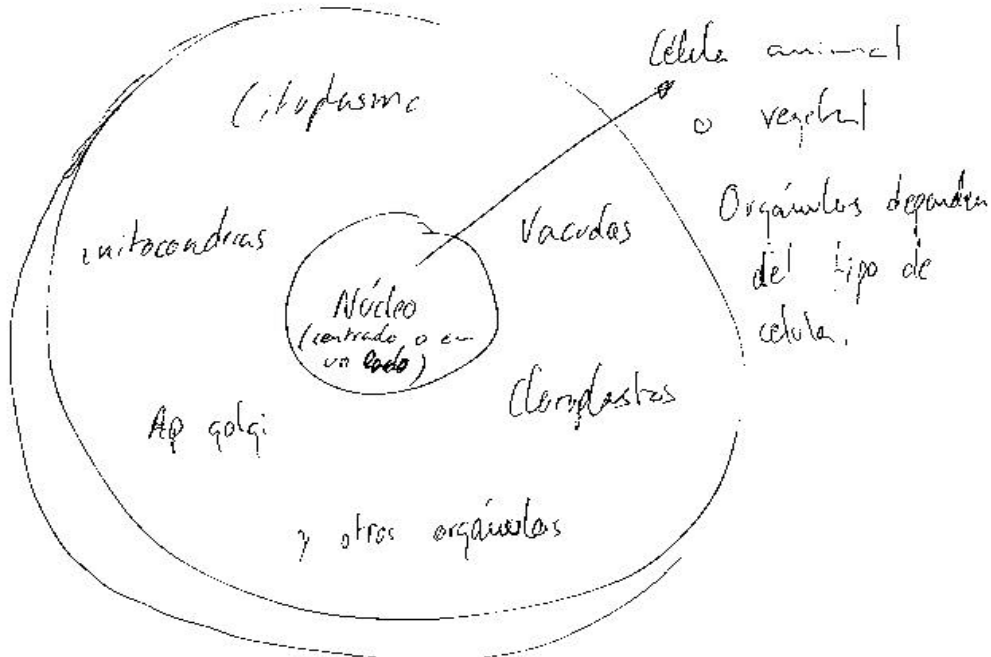 Citoplasma
Célula animal
o vegetal
Orgánulos dependen
del tipo de
célula.
mitocondrias
Vacuolas
Núcleo
(centrado o en
un lado)
Ap golgi
Cloroplastos
y otros orgánulos